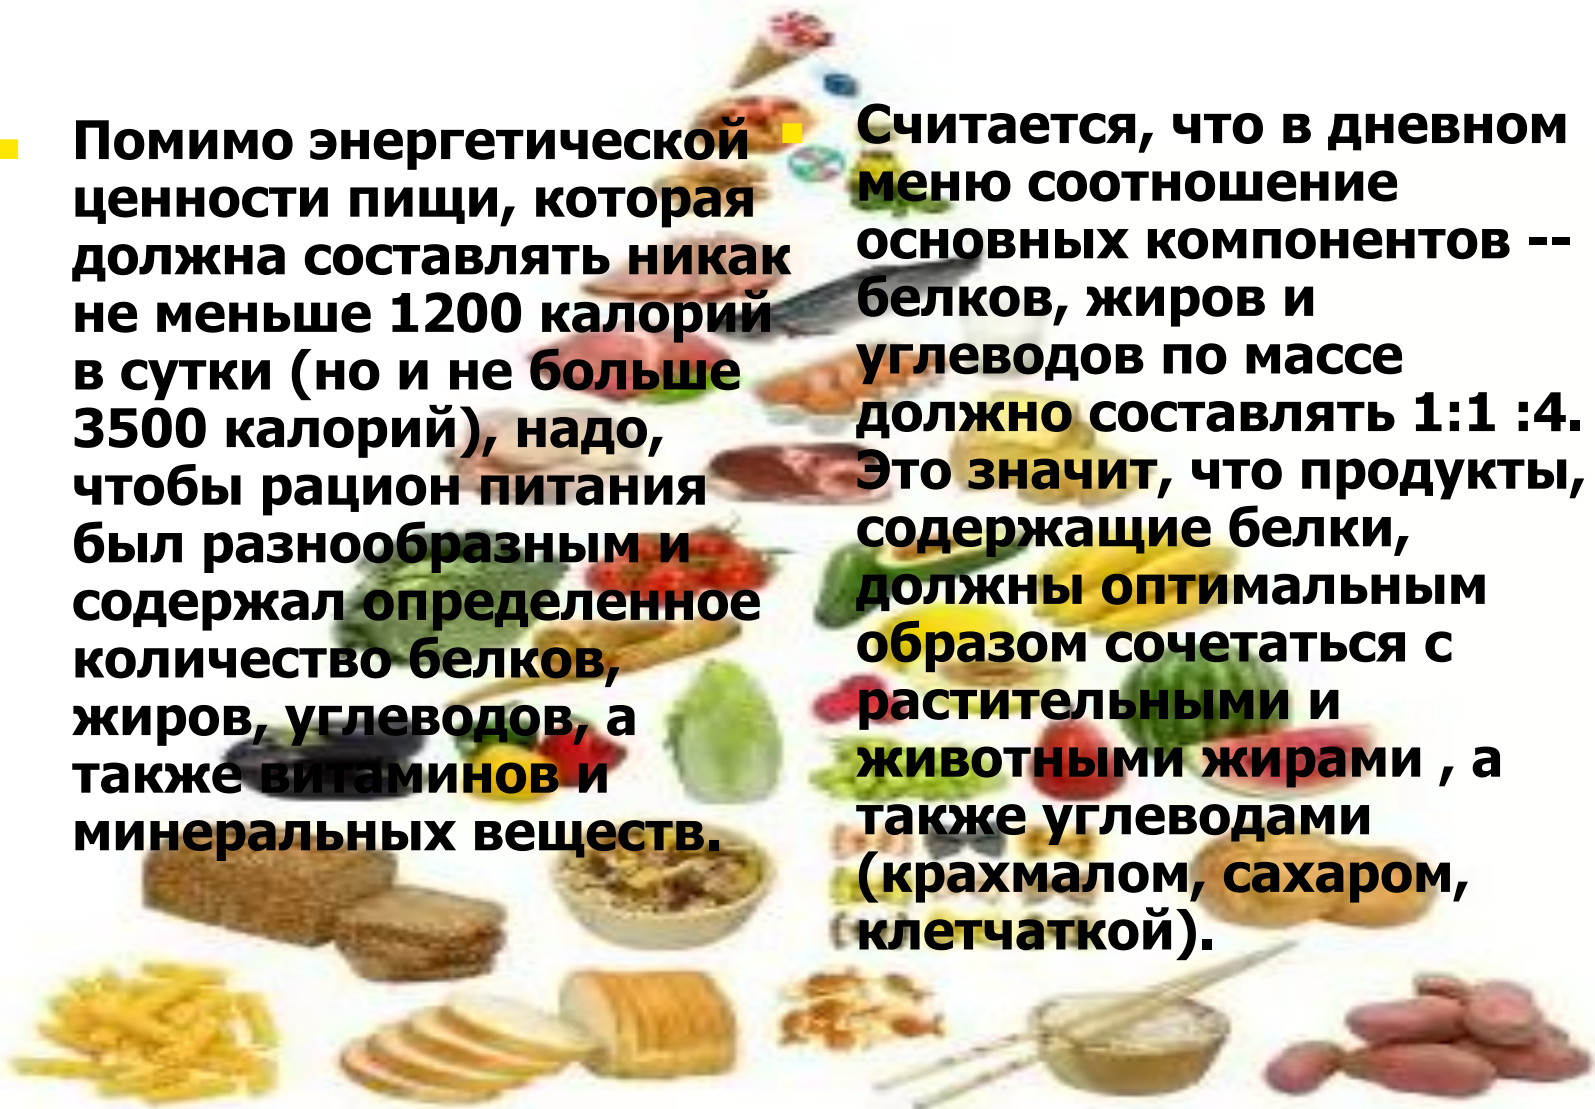 Помимо энергетической
ценности пищи, которая
должна составлять никак
не меньше 1200 калорий
в сутки (но и не больше
3500 калорий), надо,
чтобы рацион питания
был разнообразным и
содержал определенное
количество белков,
жиров, углеводов, а
также витаминов и
минеральных веществ.
Считается, что в дневном
меню соотношение
основных компонентов --
белков, жиров и
углеводов по массе
должно составлять 1:1 :4.
Это значит, что продукты,
содержащие белки,
должны оптимальным
образом сочетаться с
растительными и
животными жирами , а
также углеводами
(крахмалом, сахаром,
клетчаткой).